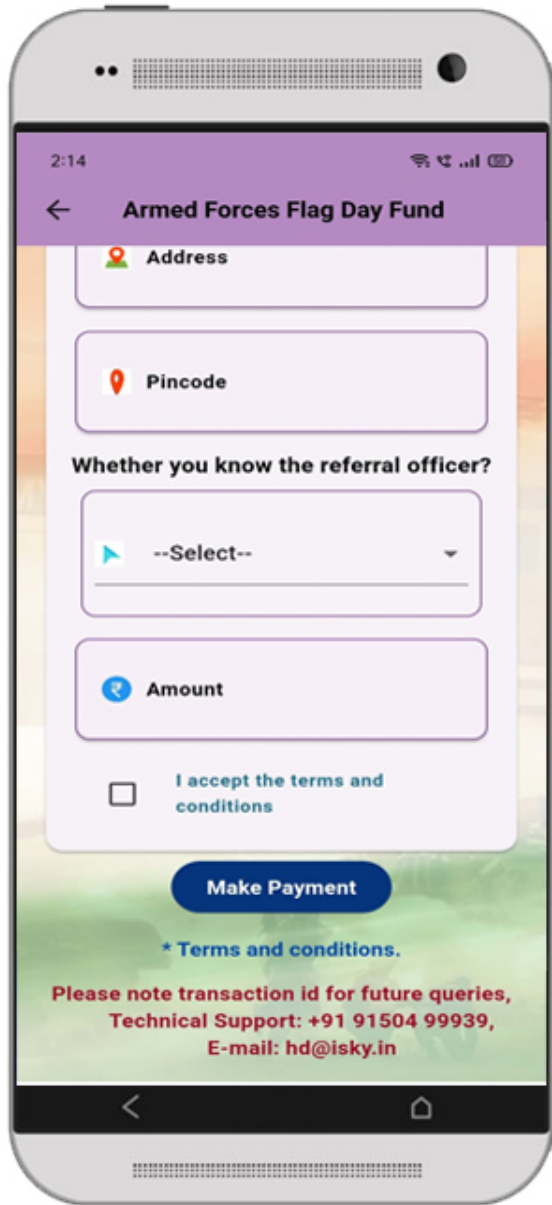 2:14
Armed Forces Flag Day Fund
Address
Pincode
Whether you know the referral officer?
--Select--
Amount
I accept the terms and
conditions
Make Payment
* Terms and conditions.
Please note transaction id for future queries,
Technical Support: +91 91504 99939,
E-mail: hd@isky.in